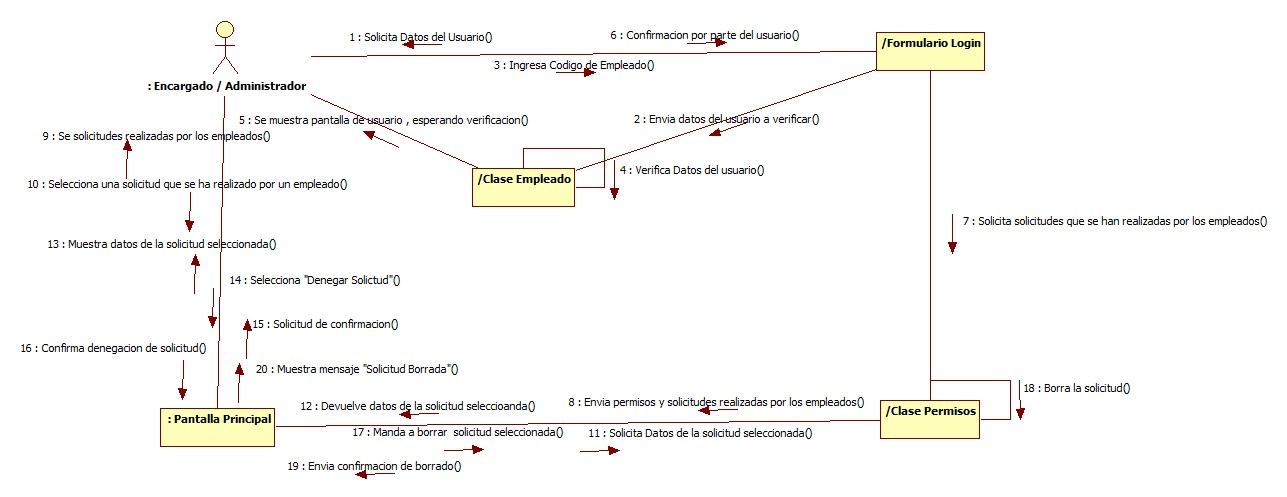 1 : Solicita Datos del Usuario()
6 : Confirmacion por parte del usuario()
/Formulario Login
3 : Ingresa Codigo de Empleado()
: Encargado / Administrador
5 : Se muestra pantalla de usuario , esperando verificacion()
2 : Envia datos del usuario a verificar()
9 : Se solicitudes realizadas por los empleados()
4 : Verifica Datos del usuario()
/Clase Empleado
10 : Selecciona una solicitud que se ha realizado por un empleado()
7 : Solicita solicitudes que se han realizadas por los empleados()
13 : Muestra datos de la solicitud seleccionada()
14 : Selecciona "Denegar Solictud"()
15 : Solicitud de confirmacion()
16 : Confirma denegacion de solicitud()
20 : Muestra mensaje "Solicitud Borrada"()
18 : Borra la solicitud()
: Pantalla Principal
12 : Devuelve datos de la solicitud seleccioanda()
8 : Envia permisos y solicitudes realizadas por los empleados()
/Clase Permisos
17 : Manda a borrar  solicitud seleccionada()
11 : Solicita Datos de la solicitud seleccionada()
19 : Envia confirmacion de borrado()